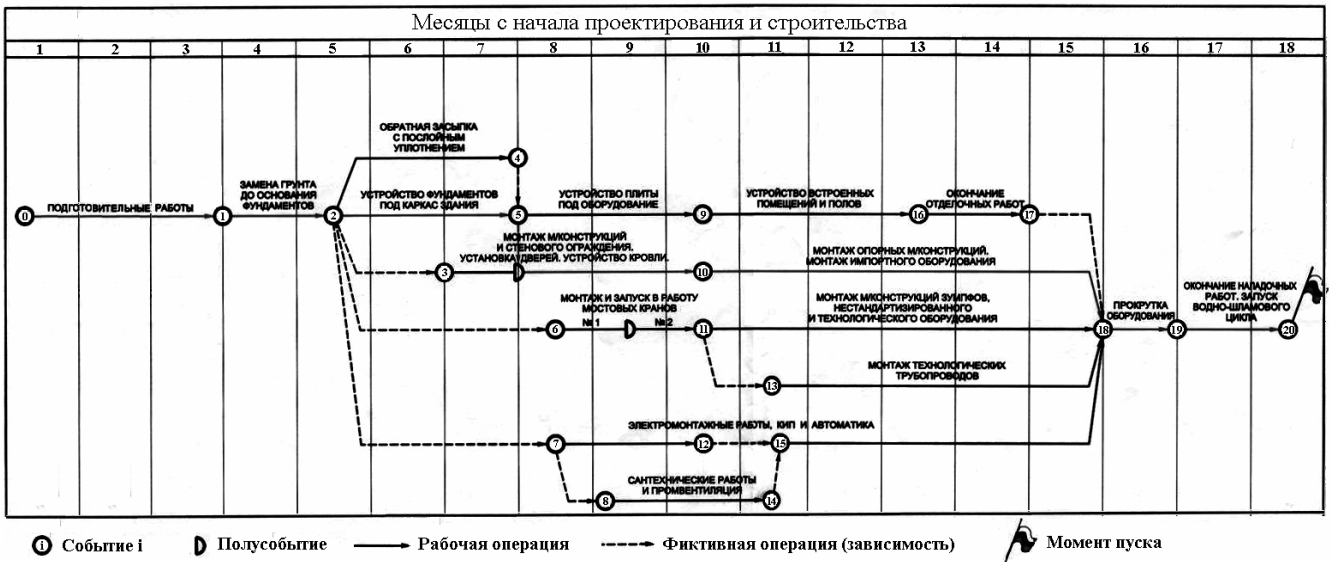 Месяцы с начала проектирования и строительства
1 2 3 4 5 6 7 8 9 10 11 12 13 14 15 16 17 18
ОБРАТНАЯ ЗАСЫПКА
С ПОСЛОЙНЫМ
УПЛОТНЕНИЕМ
4
ЗАМЕНА ГРУНТА
ДО ОСНОВАНИЯ
ФУНДАМЕНТОВ
УСТРОЙСТВО ФУНДАМЕНТОВ
ПОД КАРКАС ЗДАНИЯ
УСТРОЙСТВО ПЛИТЫ
ПОД ОБОРУДОВАНИЕ
УСТРОЙСТВО ВСТРОЕННЫХ
ПОМЕЩЕНИЙ И ПОЛОВ
ОКОНЧАНИЕ
ОТДЕЛОЧНЫХ РАБОТ
0 ПОДГОТОВИТЕЛЬНЫЕ РАБОТЫ 1 2 5 9 16 17
МОНТАЖ М/КОНСТРУКЦИЙ
И СТЕНОВОГО ОГРАЖДЕНИЯ.
УСТАНОВКА ДВЕРЕЙ. УСТРОЙСТВО КРОВЛИ.
МОНТАЖ ОПОРНЫХ М/КОНСТРУКЦИЙ.
МОНТАЖ ИМПОРТНОГО ОБОРУДОВАНИЯ
3 10
МОНТАЖ И ЗАПУСК В РАБОТУ
МОСТОВЫХ КРАНОВ
№1 №2
МОНТАЖ М/КОНСТРУКЦИЙ ЗУМПФОВ,
НЕСТАНДАРТИЗИРОВАННОГО
И ТЕХНОЛОГИЧЕСКОГО ОБОРУДОВАНИЯ
ПРОКРУТКА
ОБОРУДОВАНИЯ
ОКОНЧАНИЕ НАЛАДОЧНЫХ
РАБОТ. ЗАПУСК
ВОДНО-ШЛАМОВОГО
ЦИКЛА
6 11 18 19 20
МОНТАЖ ТЕХНОЛОГИЧЕСКИХ
ТРУБОПРОВОДОВ
13
ЭЛЕКТРОМОНТАЖНЫЕ РАБОТЫ, КИП И АВТОМАТИКА
7 12 15
САНТЕХНИЧЕСКИЕ РАБОТЫ
И ПРОМВЕНТИЛЯЦИЯ
8 14
i Событие i Полусобытие Рабочая операция Фиктивная операция (зависимость) Момент пуска